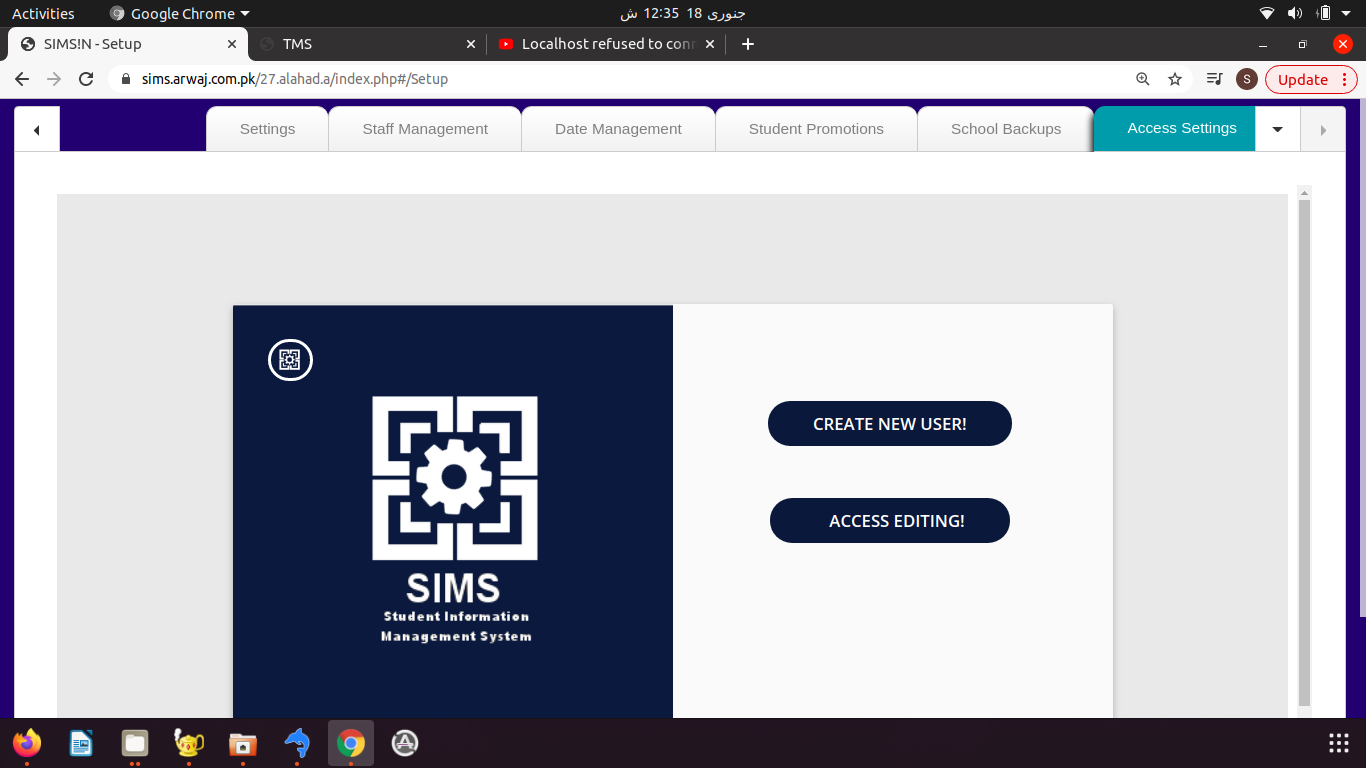 Activities
Google Chrome
جنوری 18 12:35 ش
SIMS!N - Setup
TMS
Localhost refused to conn
sims.arwaj.com.pk/27.alahad.a/index.php#/Setup
S
Update
Settings
Staff Management
Date Management
Student Promotions
School Backups
Access Settings
CREATE NEW USER!
ACCESS EDITING!
SIMS
Student Information
Management System